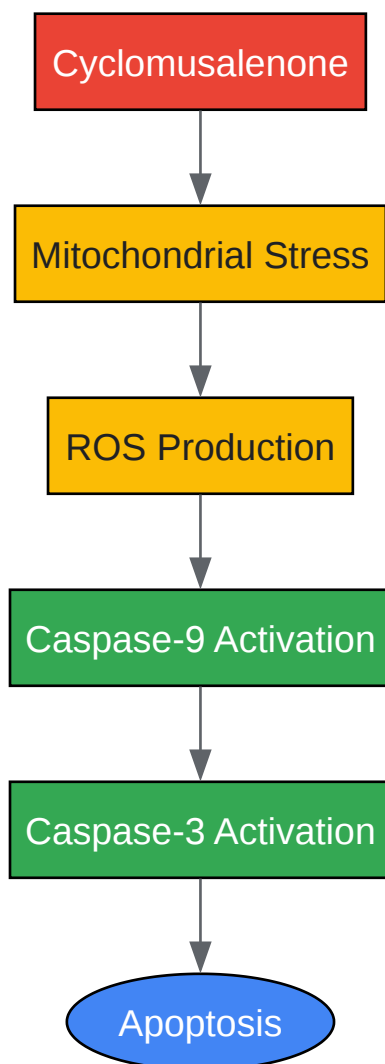 Cyclomusalenone
Mitochondrial Stress
ROS Production
Caspase-9 Activation
Caspase-3 Activation
Apoptosis